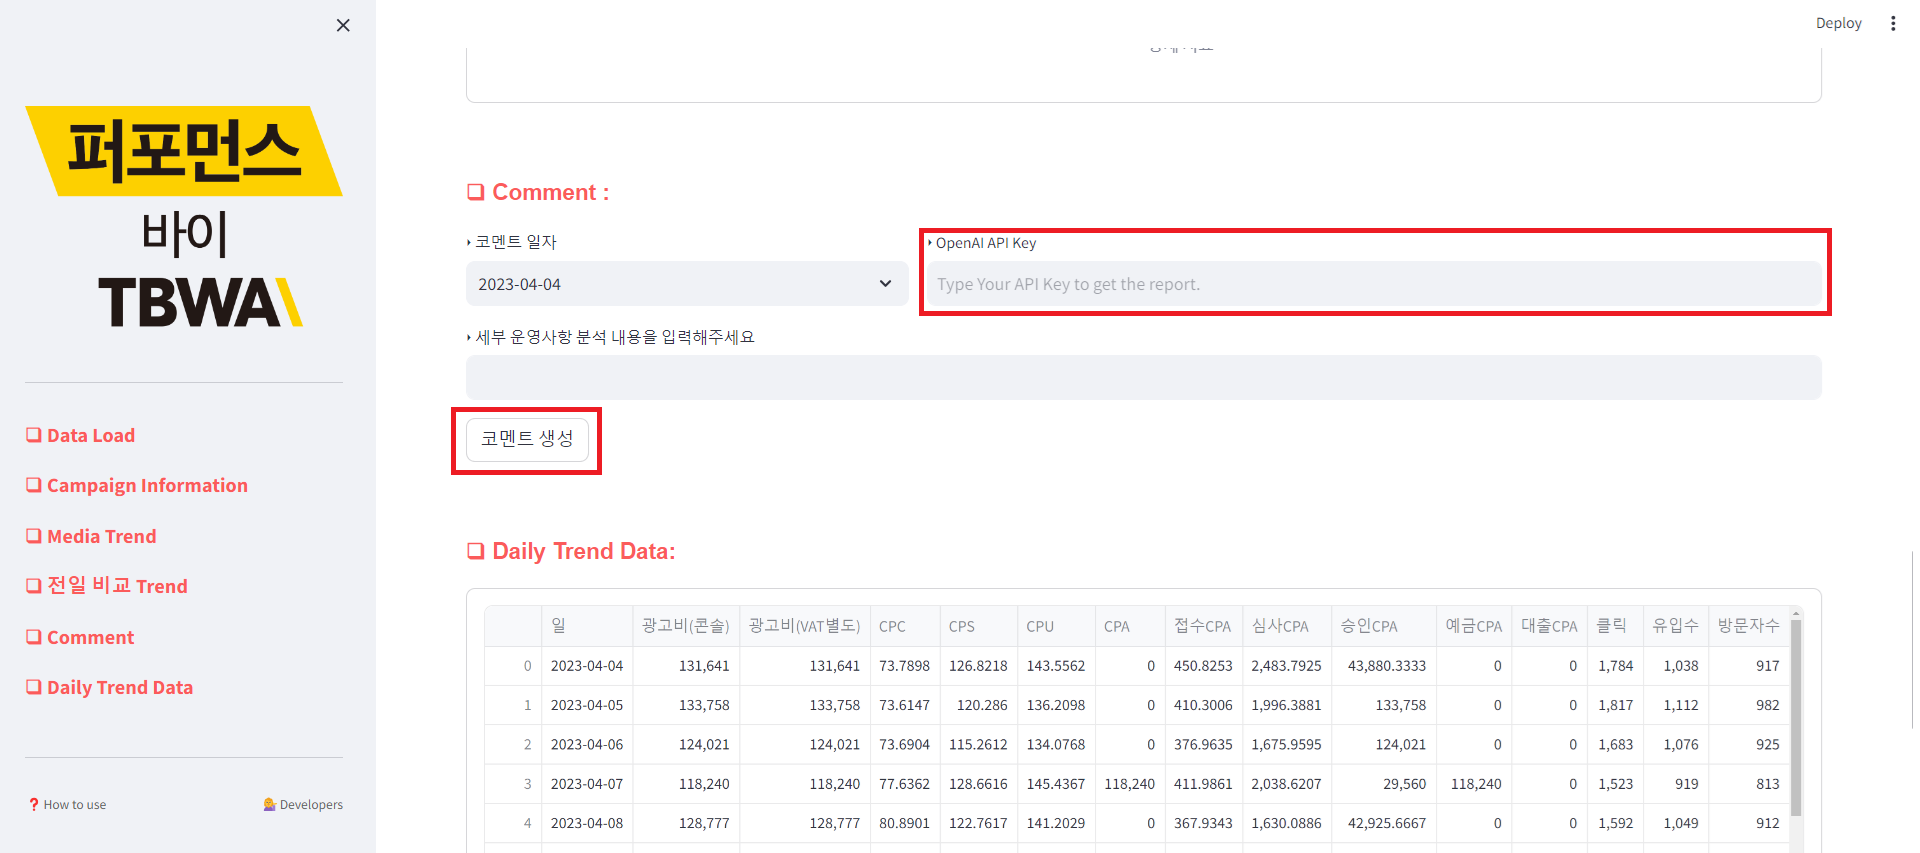 Deploy
퍼포먼스
바이
TBWA\
❏ Data Load
❏ Campaign Information
❏ Media Trend
❏ 전일 비교 Trend
❏ Comment
❏ Daily Trend Data
❓ How to use
Developers
❏ Comment :
코멘트 일자
2023-04-04
OpenAI API Key
Type Your API Key to get the report.
세부 운영사항 분석 내용을 입력해주세요
코멘트 생성
❏ Daily Trend Data:
일 광고비(콘솔) 광고비(VAT별도) CPC CPS CPU CPA 접수CPA 심사CPA 승인CPA 예금CPA 대출CPA 클릭 유입수 방문자수
0 2023-04-04 131,641 131,641 73.7898 126.8218 143.5562 0 450.8253 2,483.7925 43,880.3333 0 0 1,784 1,038 917
1 2023-04-05 133,758 133,758 73.6147 120.286 136.2098 0 410.3006 1,996.3881 133,758 0 0 1,817 1,112 982
2 2023-04-06 124,021 124,021 73.6904 115.2612 134.0768 0 376.9635 1,675.9595 124,021 0 0 1,683 1,076 925
3 2023-04-07 118,240 118,240 77.6362 128.6616 145.4367 118,240 411.9861 2,038.6207 29,560 118,240 0 1,523 919 813
4 2023-04-08 128,777 128,777 80.8901 122.7617 141.2029 0 367.9343 1,630.0886 42,925.6667 0 0 1,592 1,049 912